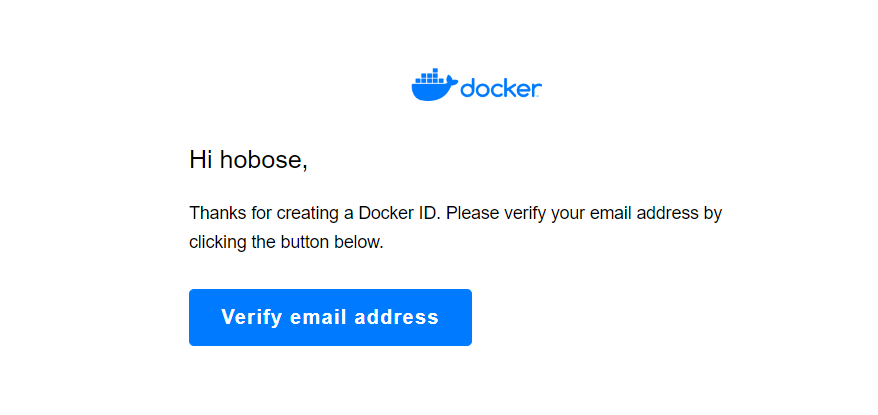 docker
Hi hobose,
Thanks for creating a Docker ID. Please verify your email address by
clicking the button below.
Verify email address